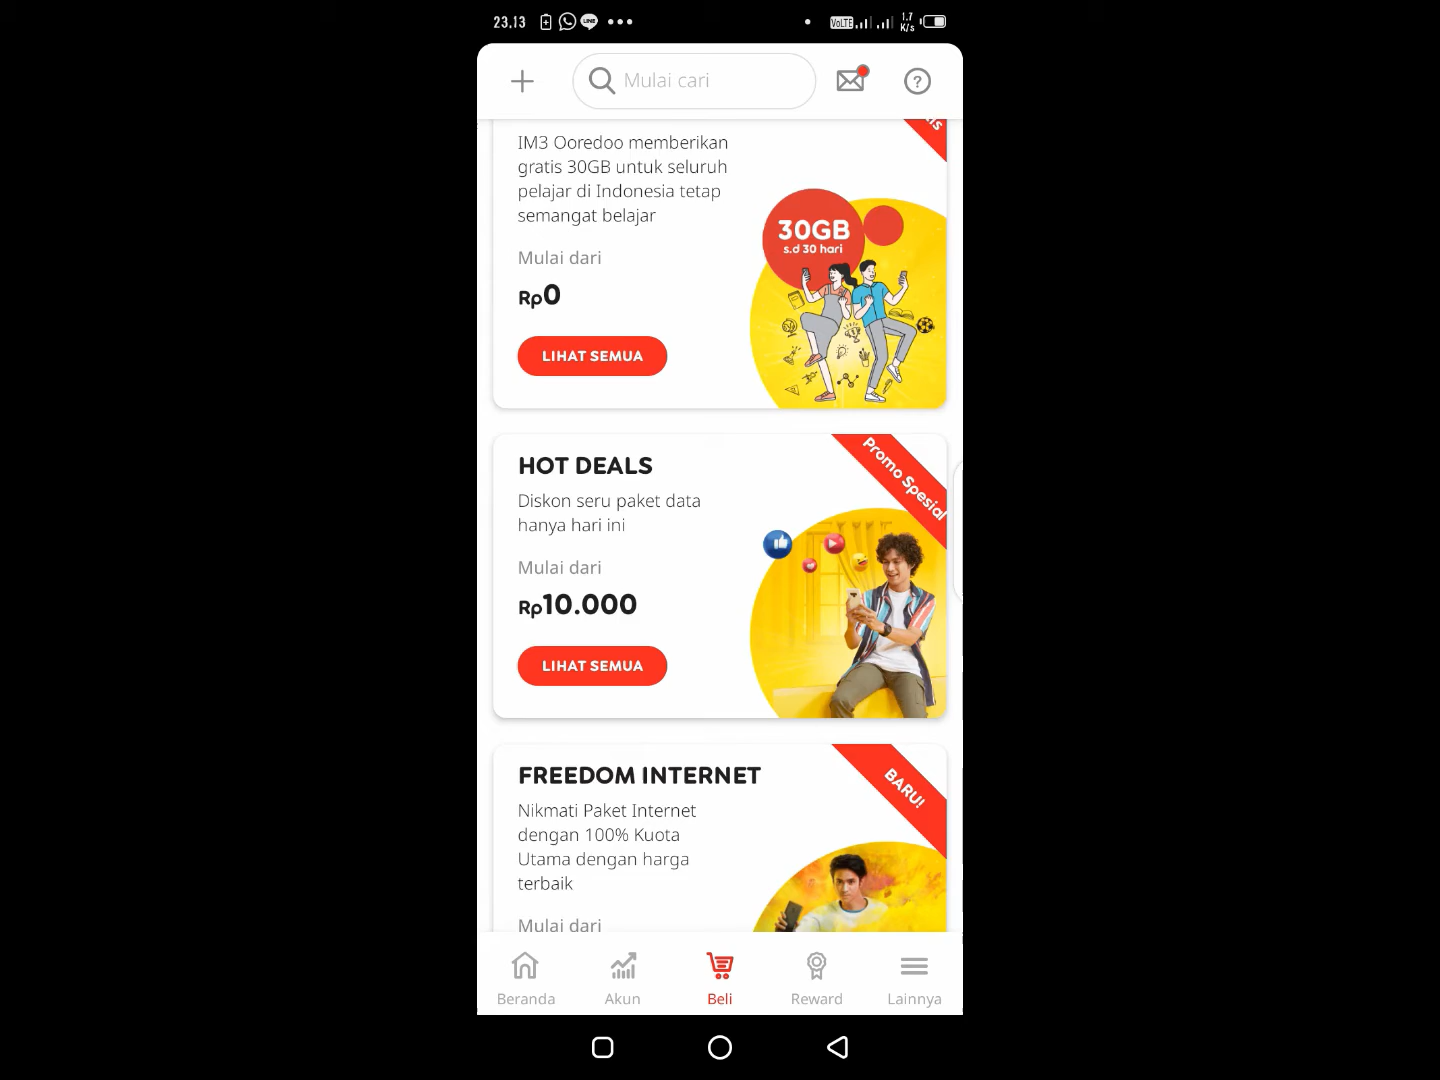 23.13
VoLTE
1.7
K/s
Mulai cari
IM3 Ooredoo memberikan
gratis 30GB untuk seluruh
pelajar di Indonesia tetap
semangat belajar
Mulai dari
Rp0
LIHAT SEMUA
30GB
s.d 30 hari
HOT DEALS
Promo Spesial
Diskon seru paket data
hanya hari ini
Mulai dari
Rp10.000
LIHAT SEMUA
FREEDOM INTERNET
BARU!
Nikmati Paket Internet
dengan 100% Kuota
Utama dengan harga
terbaik
Mulai dari
Beranda
Akun
Beli
Reward
Lainnya